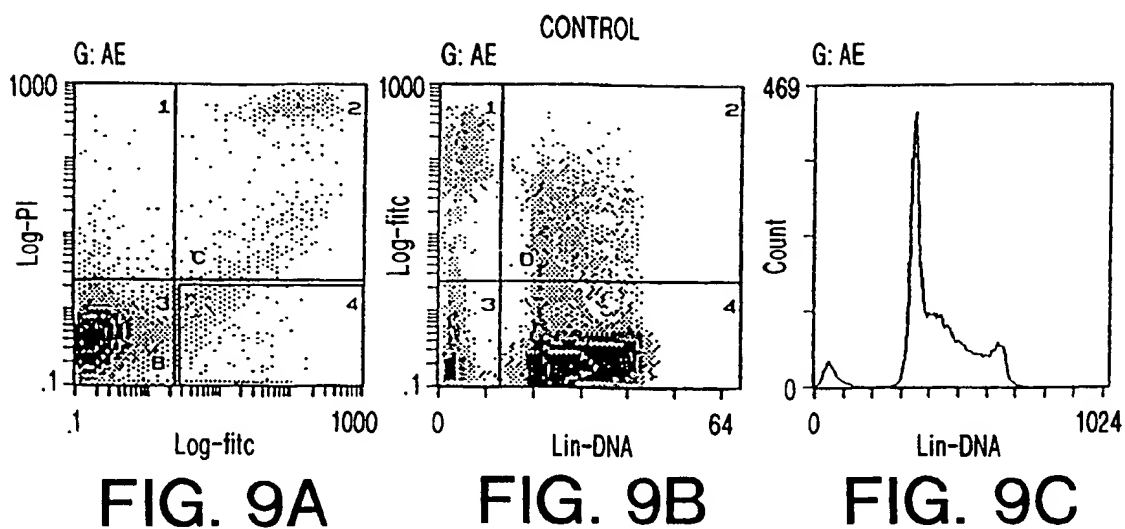 CONTROL
G: AE
1000
1
2
3
4
C
B
.1
.1
1000
Log-PI
Log-fitc
FIG. 9A
G: AE
1000
1
2
3
4
D
.1
0
64
Log-fitc
Lin-DNA
FIG. 9B
G: AE
469
0
0
1024
Count
Lin-DNA
FIG. 9C